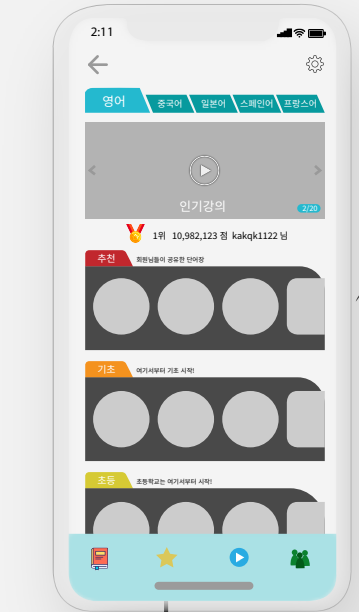 2:11
영어 중국어 일본어 스페인어 프랑스어
인기강의
2/20
1위 10,982,123 점 kakqk1122 님
추천 회원님들이 공유한 단어장
기초 여기서부터 기초 시작!
초등 초등학교는 여기서부터 시작!